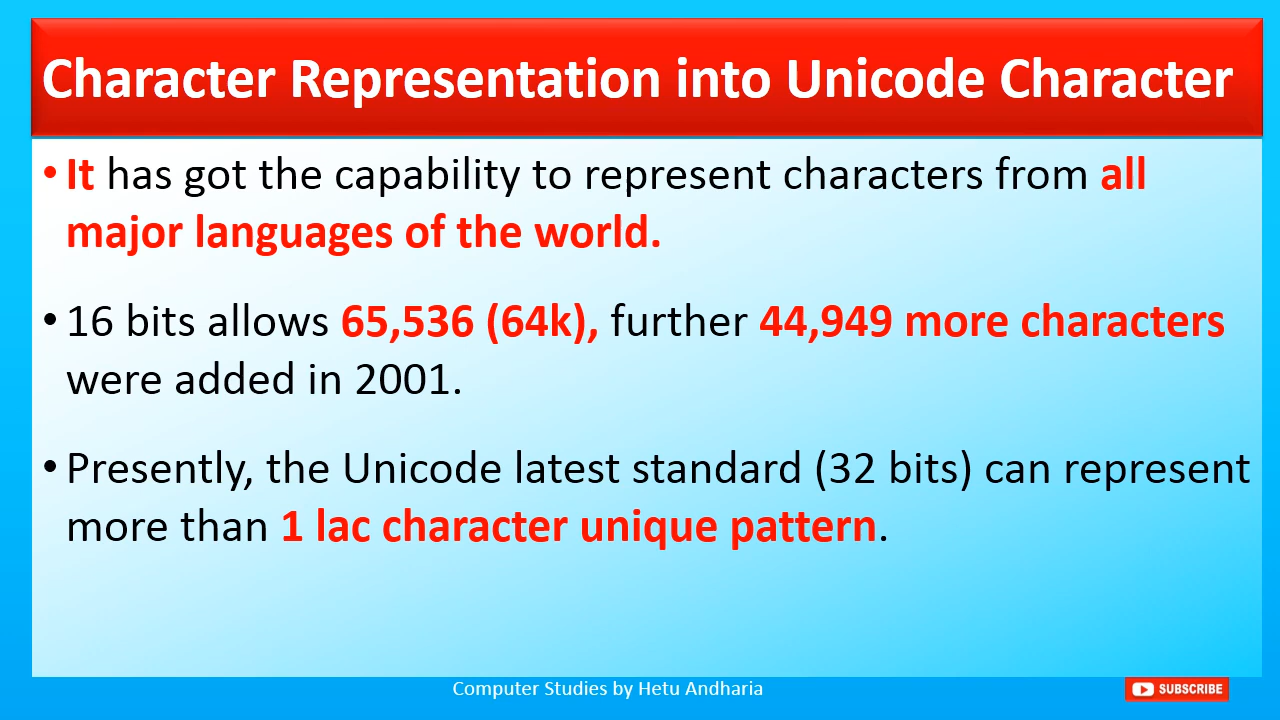 Character Representation into Unicode Character
• It has got the capability to represent characters from all
major languages of the world.
• 16 bits allows 65,536 (64k), further 44,949 more characters
were added in 2001.
• Presently, the Unicode latest standard (32 bits) can represent
more than 1 lac character unique pattern.
Computer Studies by Hetu Andharia
SUBSCRIBE